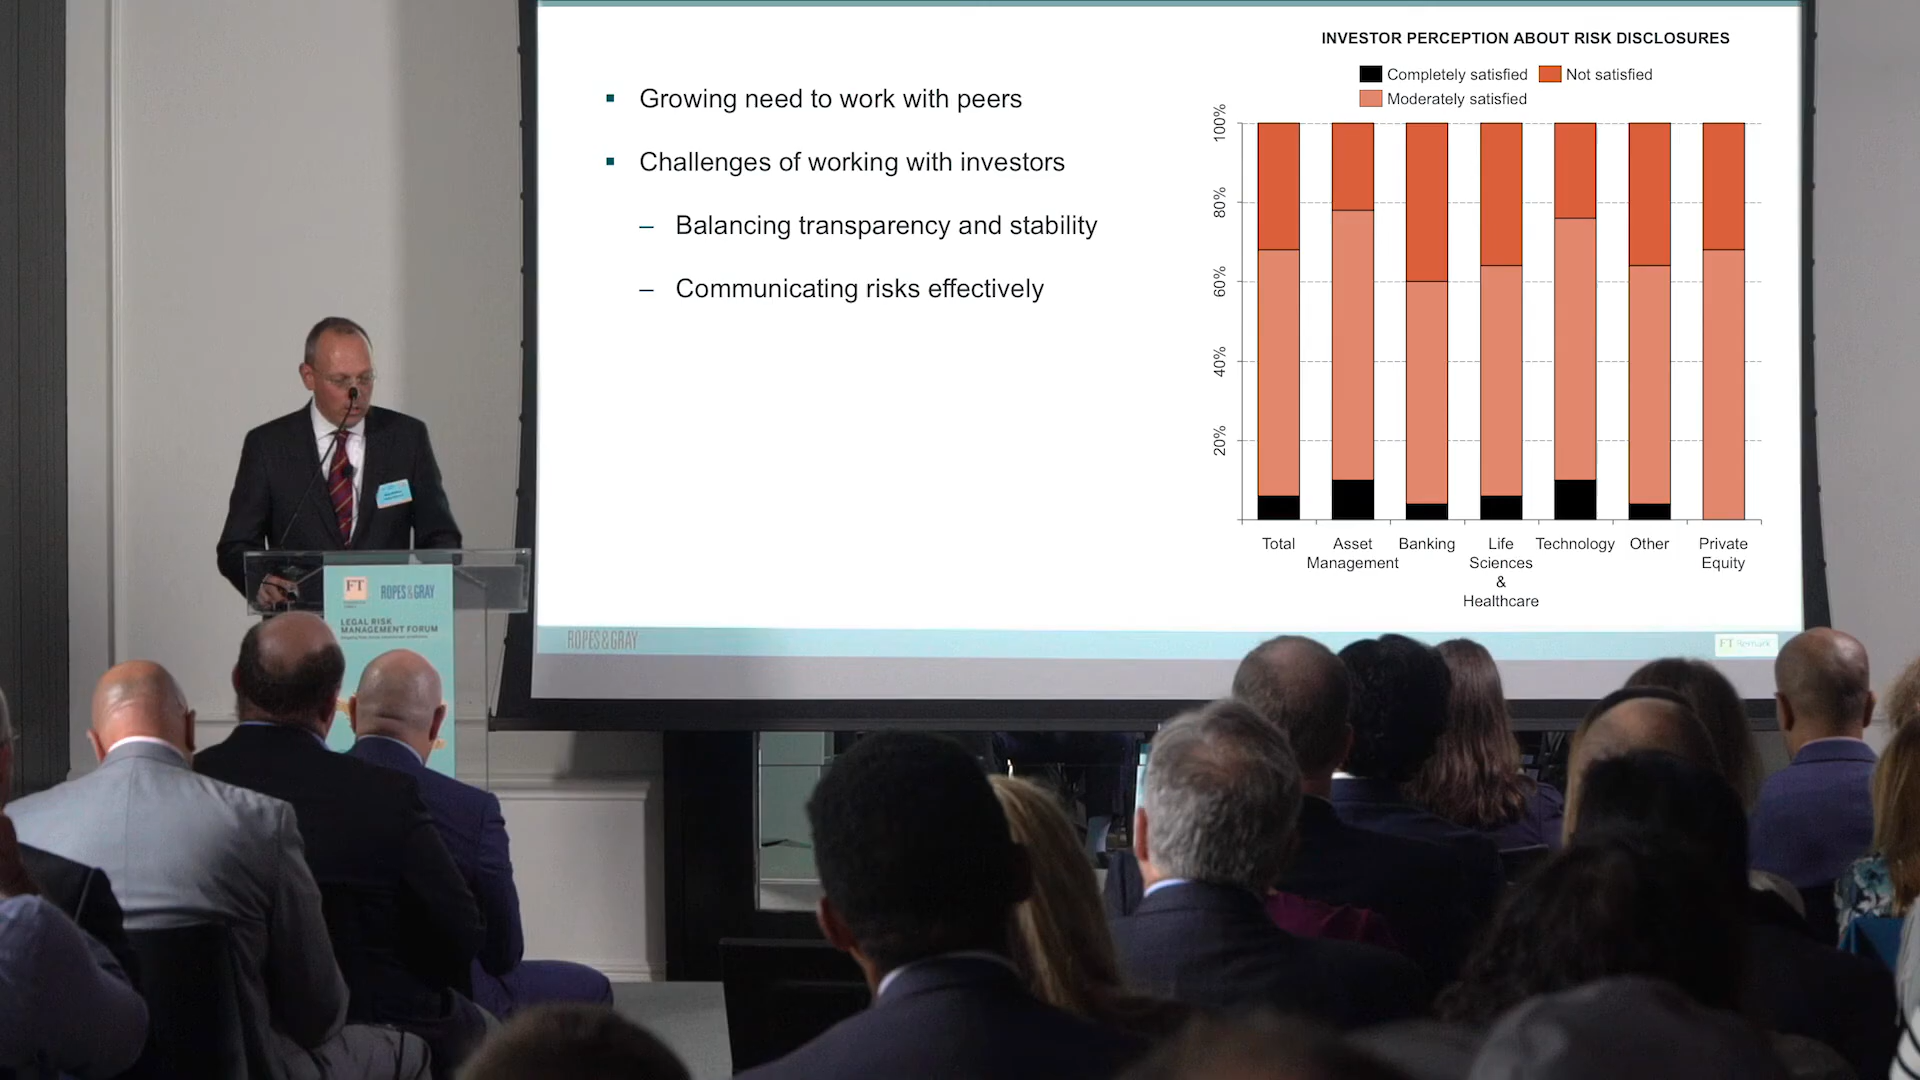 INVESTOR PERCEPTION ABOUT RISK DISCLOSURES
Completely satisfied
Not satisfied
Moderately satisfied
▪ Growing need to work with peers
▪ Challenges of working with investors
– Balancing transparency and stability
– Communicating risks effectively
100%
80%
60%
40%
20%
Total
Asset
Management
Banking
Life
Sciences
&
Healthcare
Technology
Other
Private
Equity
ROPES & GRAY
FT Remark
FT
ROPES & GRAY
LEGAL RISK
MANAGEMENT FORUM